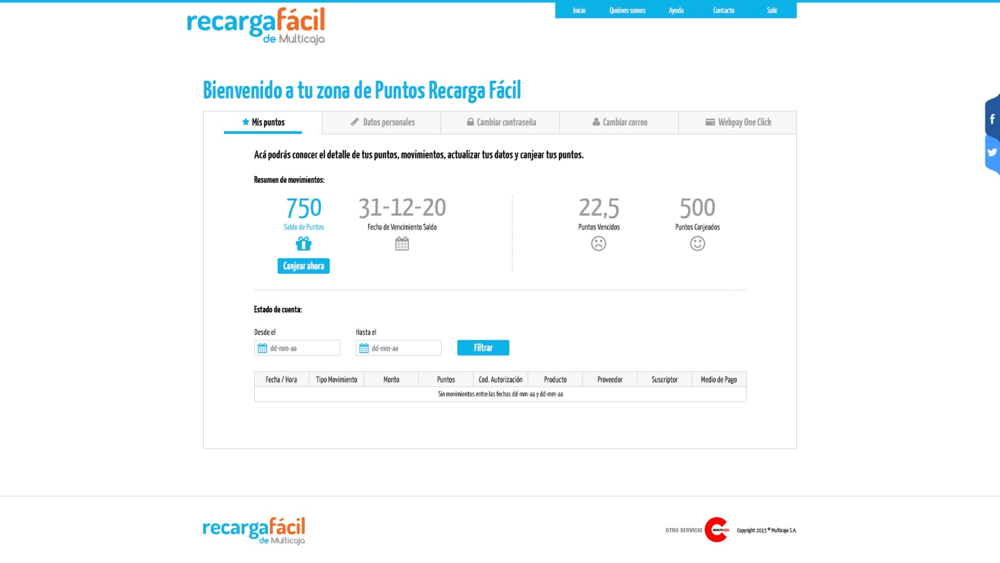 recargafácil
de Multicaja
Inicio Quiénes somos Ayuda Contacto Salir
Bienvenido a tu zona de Puntos Recarga Fácil
Mis puntos Datos personales Cambiar contraseña Cambiar correo Webpay One Click
Acá podrás conocer el detalle de tus puntos, movimientos, actualizar tus datos y canjear tus puntos.
Resumen de movimientos:
750 31-12-20 22,5 500
Saldo de Puntos Fecha de Vencimiento Saldo Puntos Vencidos Puntos Canjeados
Canjear ahora
Estado de cuenta:
Desde el Hasta el
dd-mm-aa dd-mm-aa Filtrar
Fecha / Hora Tipo Movimiento Monto Puntos Cod. Autorización Producto Proveedor Suscriptor Medio de Pago
Sin movimientos entre las fechas dd-mm-aa y dd-mm-aa
recargafácil
de Multicaja
OTRO SERVICIO MULTICaja Copyright 2015 © Multicaja S.A.